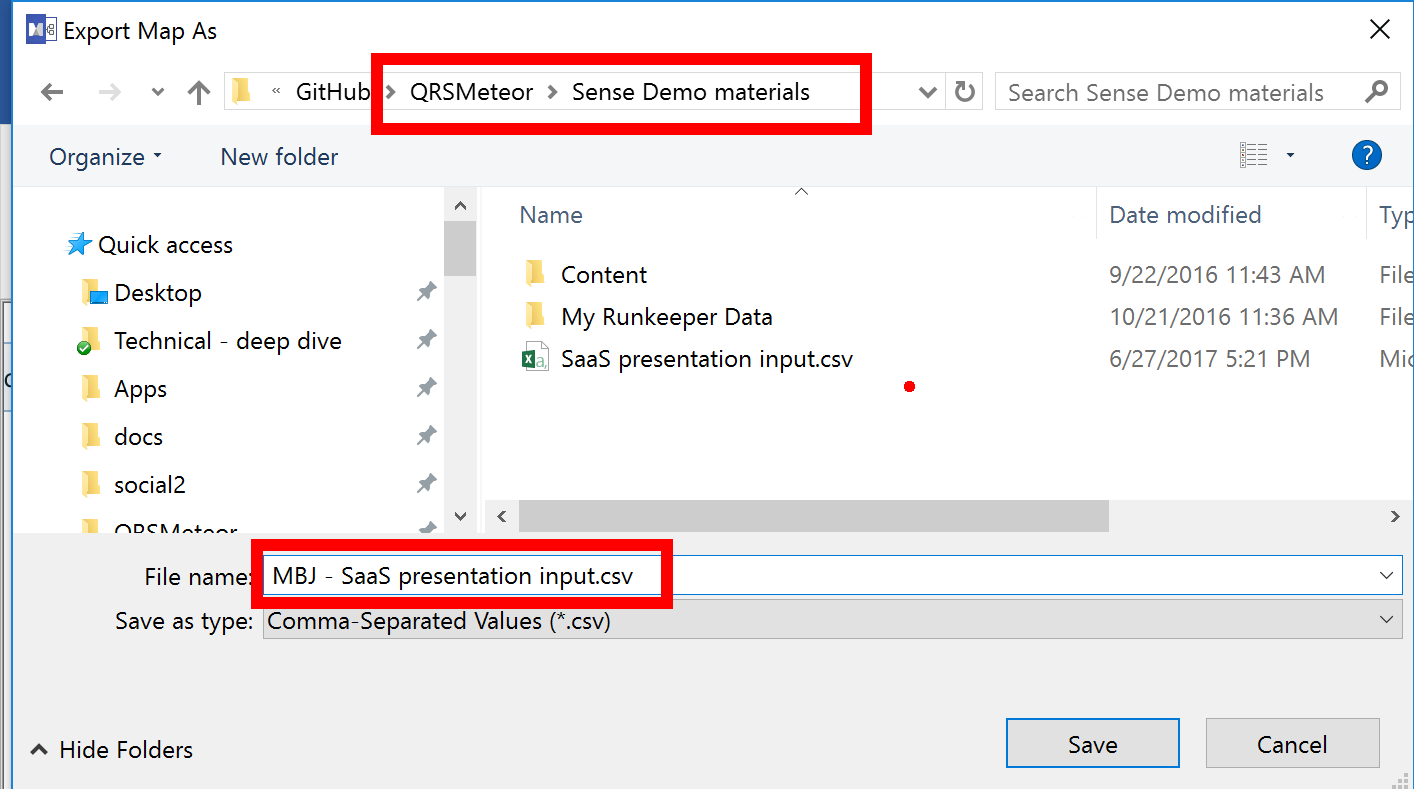 Export Map As
« GitHub > QRSMeteor > Sense Demo materials
Search Sense Demo materials
Organize
New folder
?
Name
Date modified
Typ
Quick access
Desktop
Technical - deep dive
Apps
docs
social2
QRSMeteor
Content 9/22/2016 11:43 AM File
My Runkeeper Data 10/21/2016 11:36 AM File
SaaS presentation input.csv 6/27/2017 5:21 PM Mic
File name: MBJ - SaaS presentation input.csv
Save as type: Comma-Separated Values (*.csv)
Hide Folders
Save
Cancel